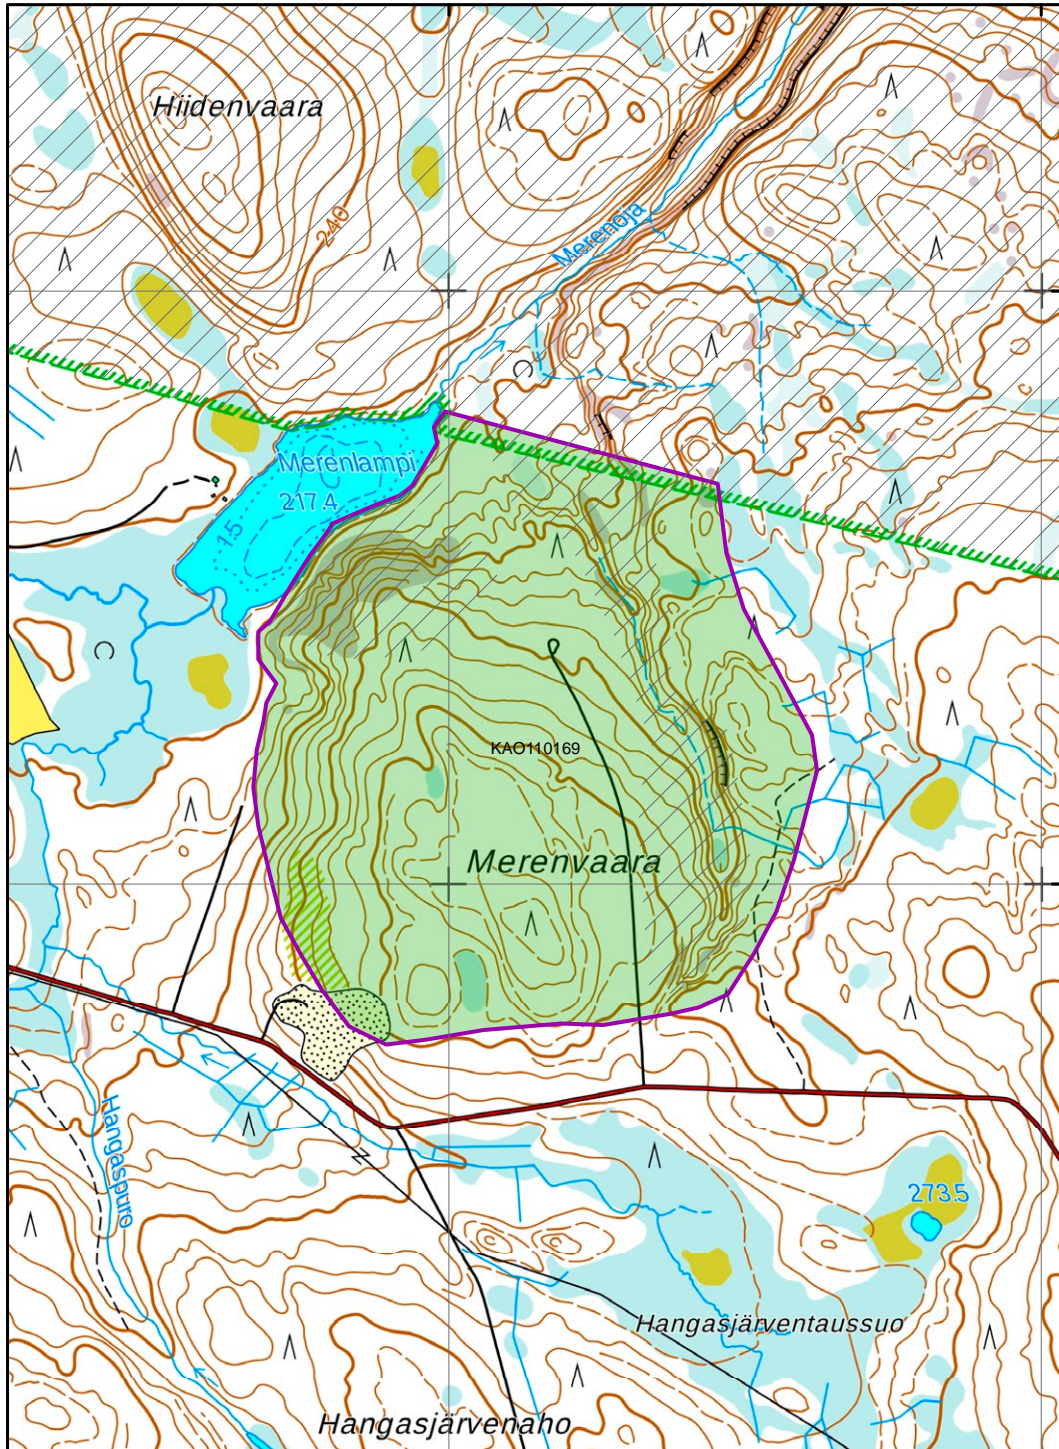 Hiidenvaara
240
Merenoja
Merenlampi
217.4
1.5
KAO110169
Merenvaara
Hangaspuro
273.5
Hangasjärventaussuo
Hangasjärvenaho